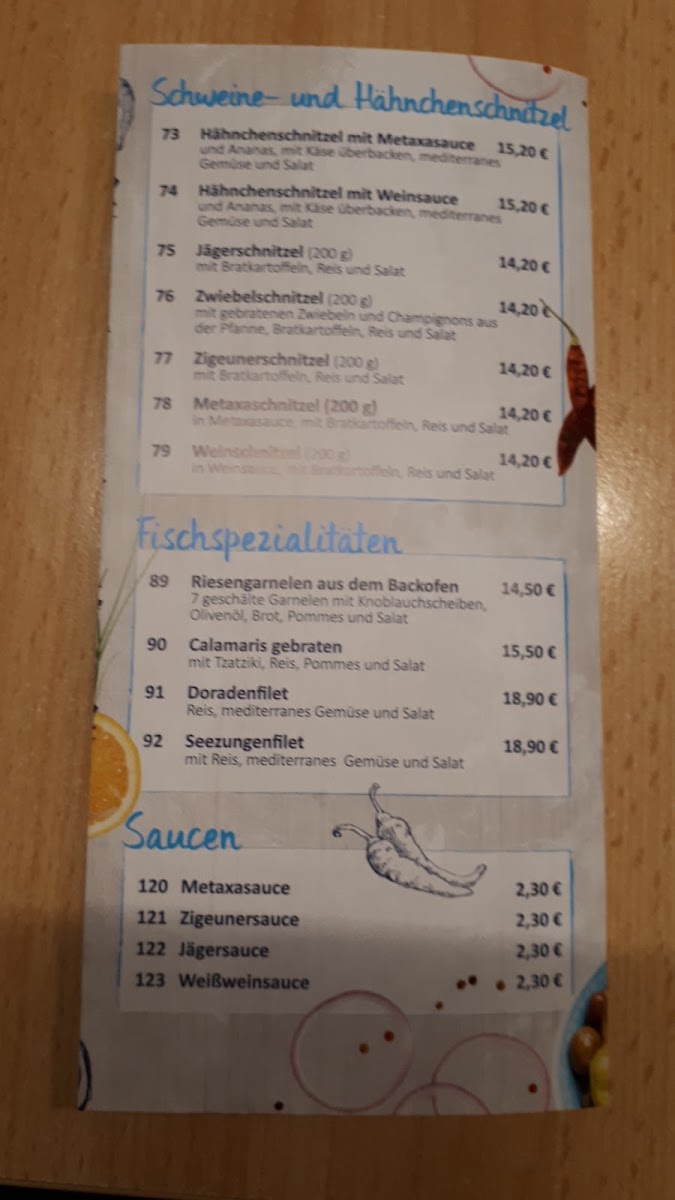 Schweine- und Hähnchenschnitzel
73 Hähnchenschnitzel mit Metaxasauce 15,20 €
und Ananas, mit Käse überbacken, mediterranes
Gemüse und Salat
74 Hähnchenschnitzel mit Weinsauce 15,20 €
und Ananas, mit Käse überbacken, mediterranes
Gemüse und Salat
75 Jägerschnitzel (200 g) 14,20 €
mit Bratkartoffeln, Reis und Salat
76 Zwiebelschnitzel (200 g) 14,20 €
mit gebratenen Zwiebeln und Champignons aus
der Pfanne, Bratkartoffeln, Reis und Salat
77 Zigeunerschnitzel (200 g) 14,20 €
mit Bratkartoffeln, Reis und Salat
78 Metaxaschnitzel (200 g) 14,20 €
in Metaxasauce, mit Bratkartoffeln, Reis und Salat
79 Weinschnitzel (200 g) 14,20 €
in Weinsauce, mit Bratkartoffeln, Reis und Salat
Fischspezialitäten
89 Riesengarnelen aus dem Backofen 14,50 €
7 geschälte Garnelen mit Knoblauchscheiben,
Olivenöl, Brot, Pommes und Salat
90 Calamaris gebraten 15,50 €
mit Tzatziki, Reis, Pommes und Salat
91 Doradenfilet 18,90 €
Reis, mediterranes Gemüse und Salat
92 Seezungenfilet 18,90 €
mit Reis, mediterranes Gemüse und Salat
Saucen
120 Metaxasauce 2,30 €
121 Zigeunersauce 2,30 €
122 Jägersauce 2,30 €
123 Weißweinsauce 2,30 €